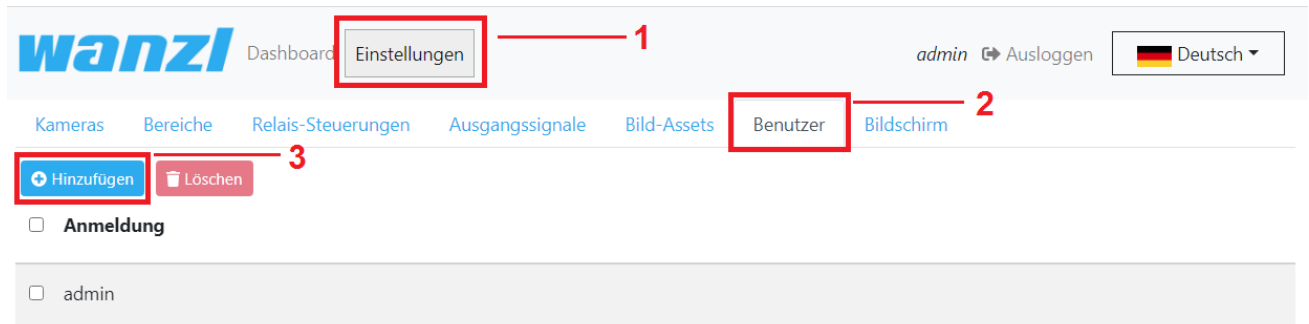 wanzl Dashboard Einstellungen 1 admin Ausloggen Deutsch
Kameras Bereiche Relais-Steuerungen Ausgangssignale Bild-Assets Benutzer Bildschirm 2
Hinzufügen Löschen 3
Anmeldung
admin